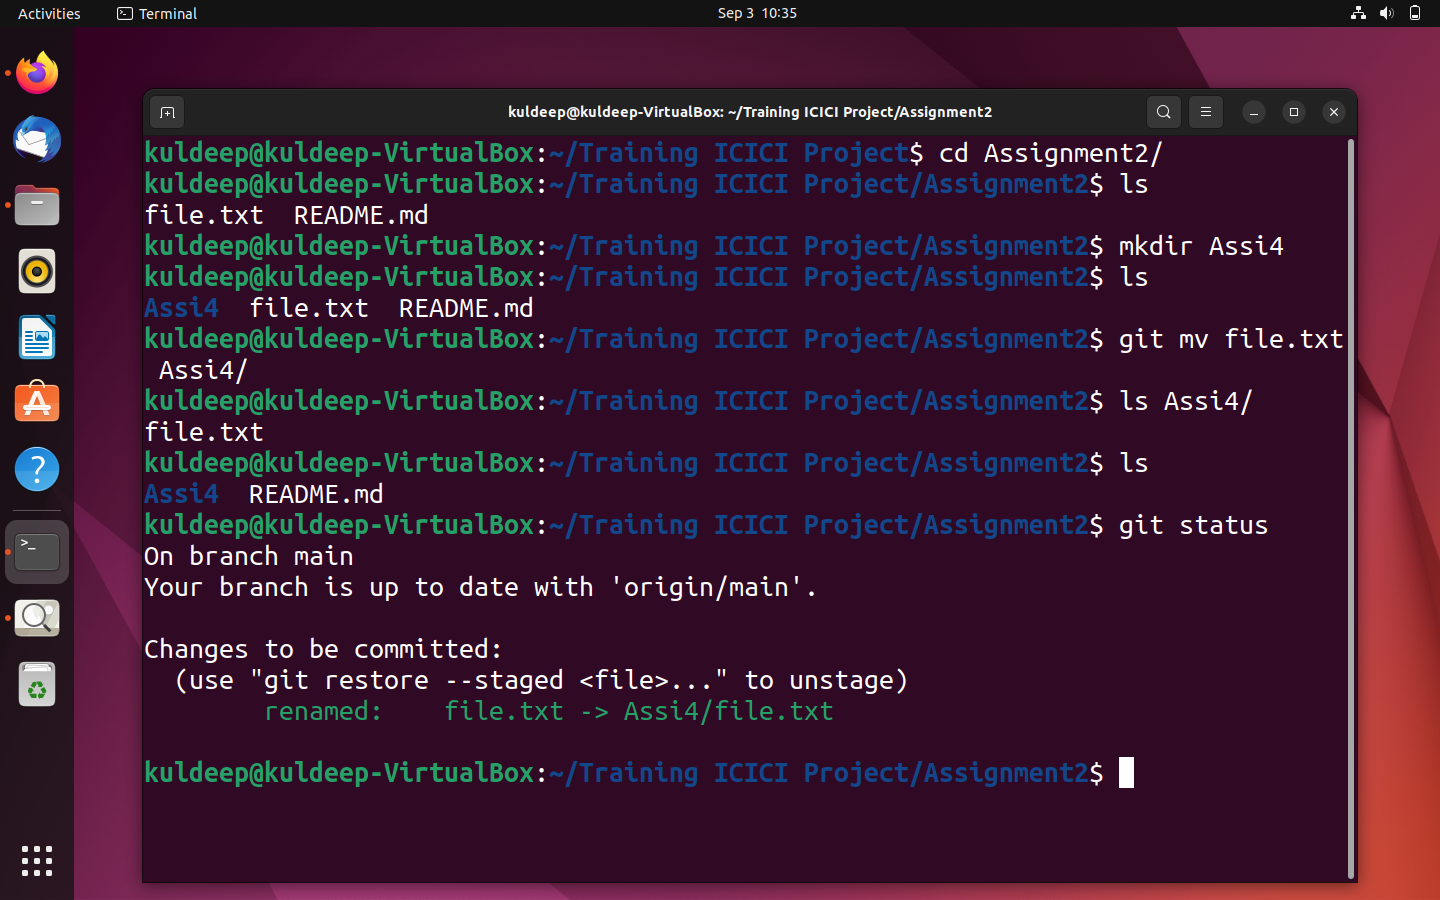 Activities
Terminal
Sep 3  10:35
kuldeep@kuldeep-VirtualBox: ~/Training ICICI Project/Assignment2
kuldeep@kuldeep-VirtualBox:~/Training ICICI Project$ cd Assignment2/
kuldeep@kuldeep-VirtualBox:~/Training ICICI Project/Assignment2$ ls
file.txt  README.md
kuldeep@kuldeep-VirtualBox:~/Training ICICI Project/Assignment2$ mkdir Assi4
kuldeep@kuldeep-VirtualBox:~/Training ICICI Project/Assignment2$ ls
Assi4  file.txt  README.md
kuldeep@kuldeep-VirtualBox:~/Training ICICI Project/Assignment2$ git mv file.txt
 Assi4/
kuldeep@kuldeep-VirtualBox:~/Training ICICI Project/Assignment2$ ls Assi4/
file.txt
kuldeep@kuldeep-VirtualBox:~/Training ICICI Project/Assignment2$ ls
Assi4  README.md
kuldeep@kuldeep-VirtualBox:~/Training ICICI Project/Assignment2$ git status
On branch main
Your branch is up to date with 'origin/main'.

Changes to be committed:
  (use "git restore --staged <file>..." to unstage)
        renamed:    file.txt -> Assi4/file.txt

kuldeep@kuldeep-VirtualBox:~/Training ICICI Project/Assignment2$